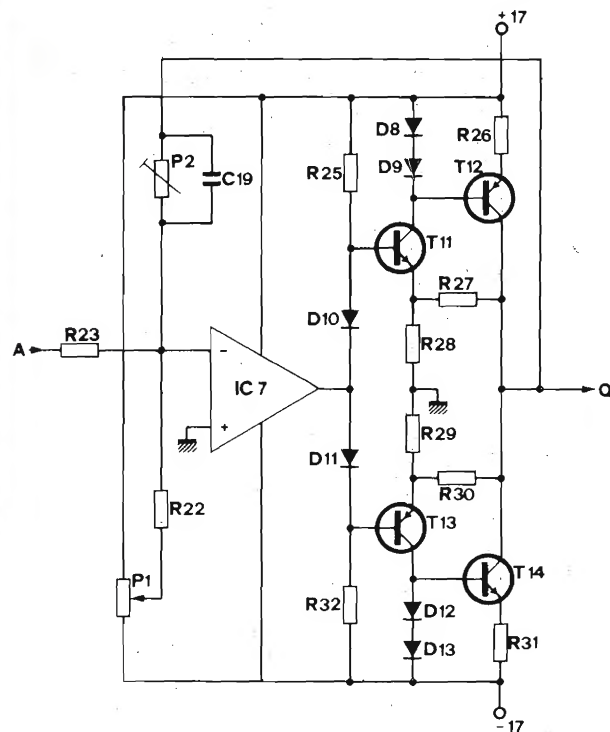 +17
D8
R26
P2
C19
R25
D9
T12
T11
R27
D10
R23
A
R28
-
IC 7
+
Q
R29
D11
R30
R22
T13
P1
T14
R32
D12
D13
R31
-17